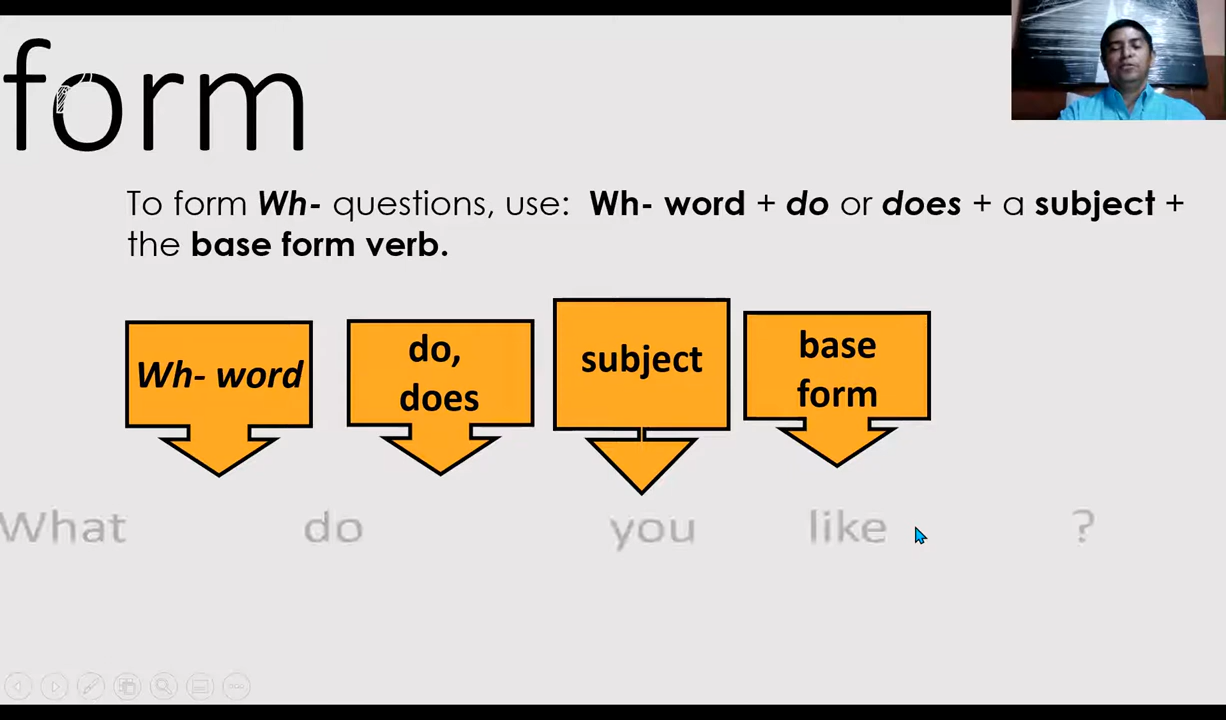 form
To form Wh- questions, use: Wh- word + do or does + a subject +
the base form verb.
Wh- word
do,
does
subject
base
form
What do you like ?